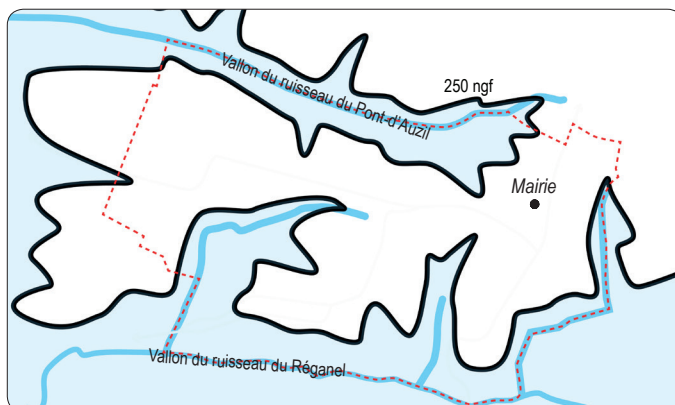 Vallon du ruisseau du Pont-d'Auzil
250 ngf
Mairie
Vallon du ruisseau du Réganel